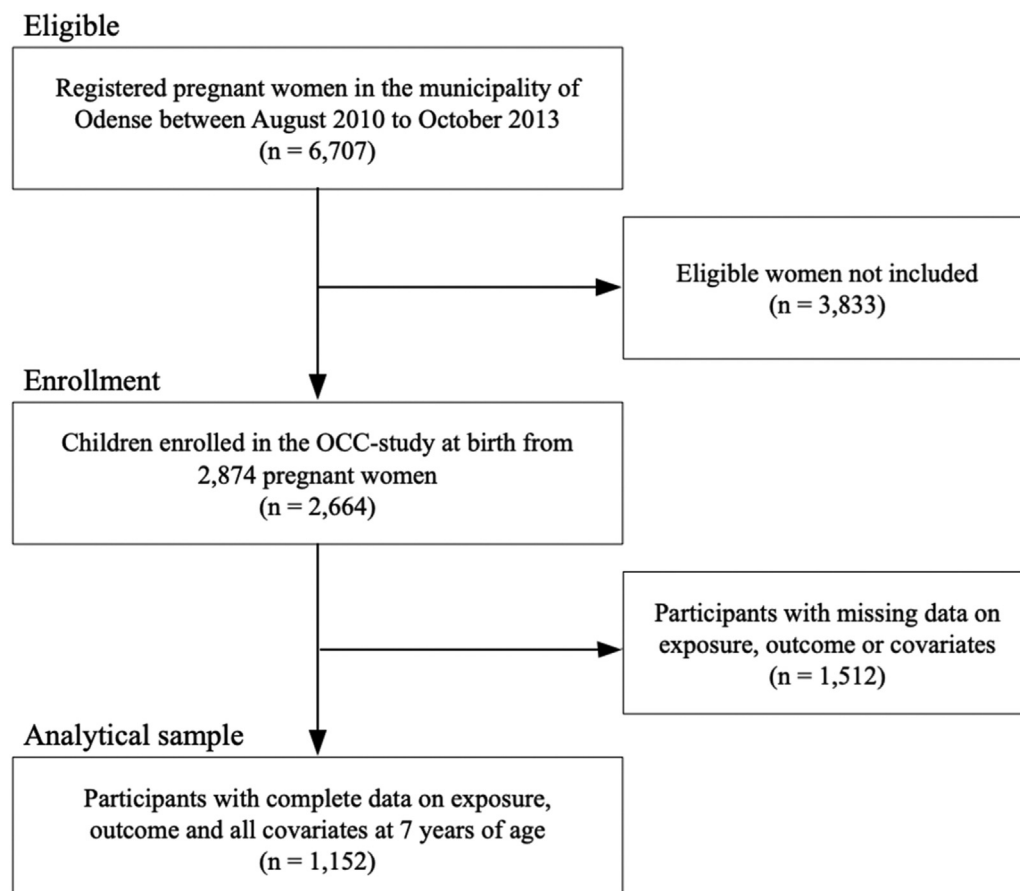 Eligible
Registered pregnant women in the municipality of
Odense between August 2010 to October 2013
(n = 6,707)
Eligible women not included
(n = 3,833)
Enrollment
Children enrolled in the OCC-study at birth from
2,874 pregnant women
(n = 2,664)
Participants with missing data on
exposure, outcome or covariates
(n = 1,512)
Analytical sample
Participants with complete data on exposure,
outcome and all covariates at 7 years of age
(n = 1,152)